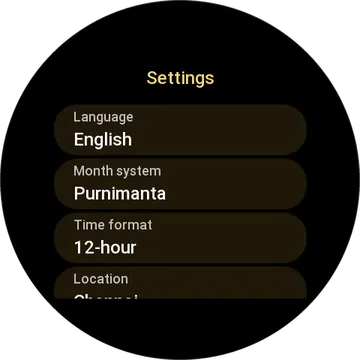 Settings
Language
English
Month system
Purnimanta
Time format
12-hour
Location